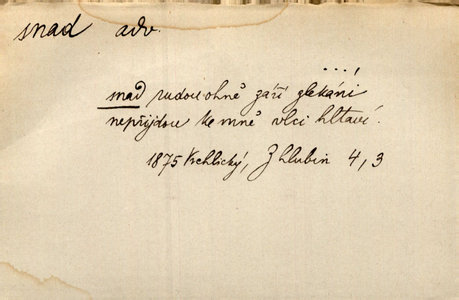 snad adv.
...,
snad rudou ohně září zlekáni
nepřijdou ke mně vlci hltaví.
1875 Vrchlický, Z hlubin 4,3